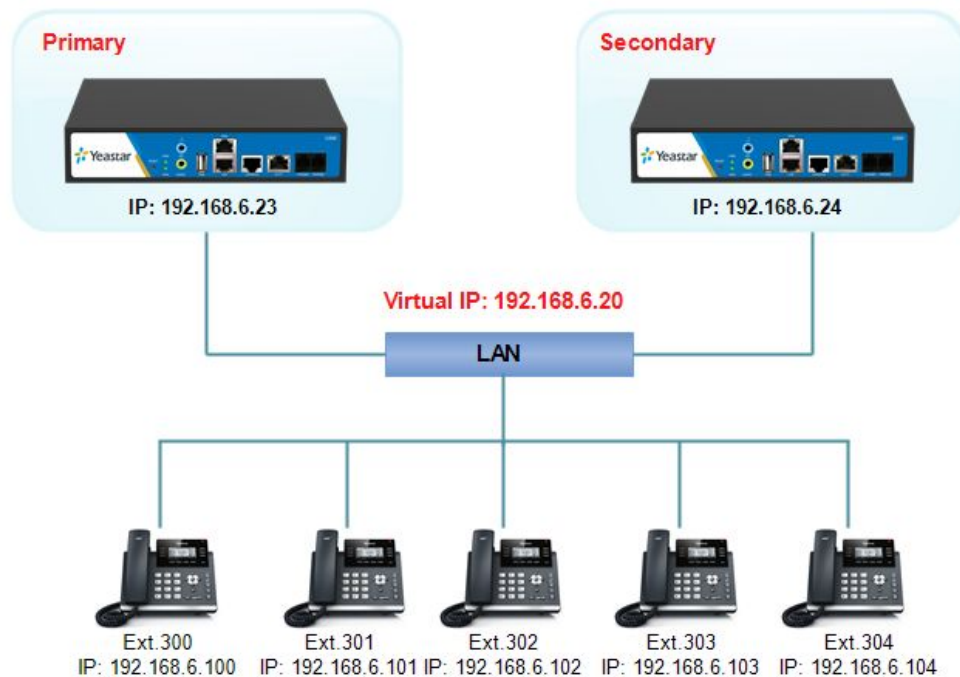 Primary
Secondary
Yeastar
Yeastar
IP: 192.168.6.23
IP: 192.168.6.24
Virtual IP: 192.168.6.20
LAN
Ext.300
Ext.301
Ext.302
Ext.303
Ext.304
IP: 192.168.6.100
IP: 192.168.6.101
IP: 192.168.6.102
IP: 192.168.6.103
IP: 192.168.6.104